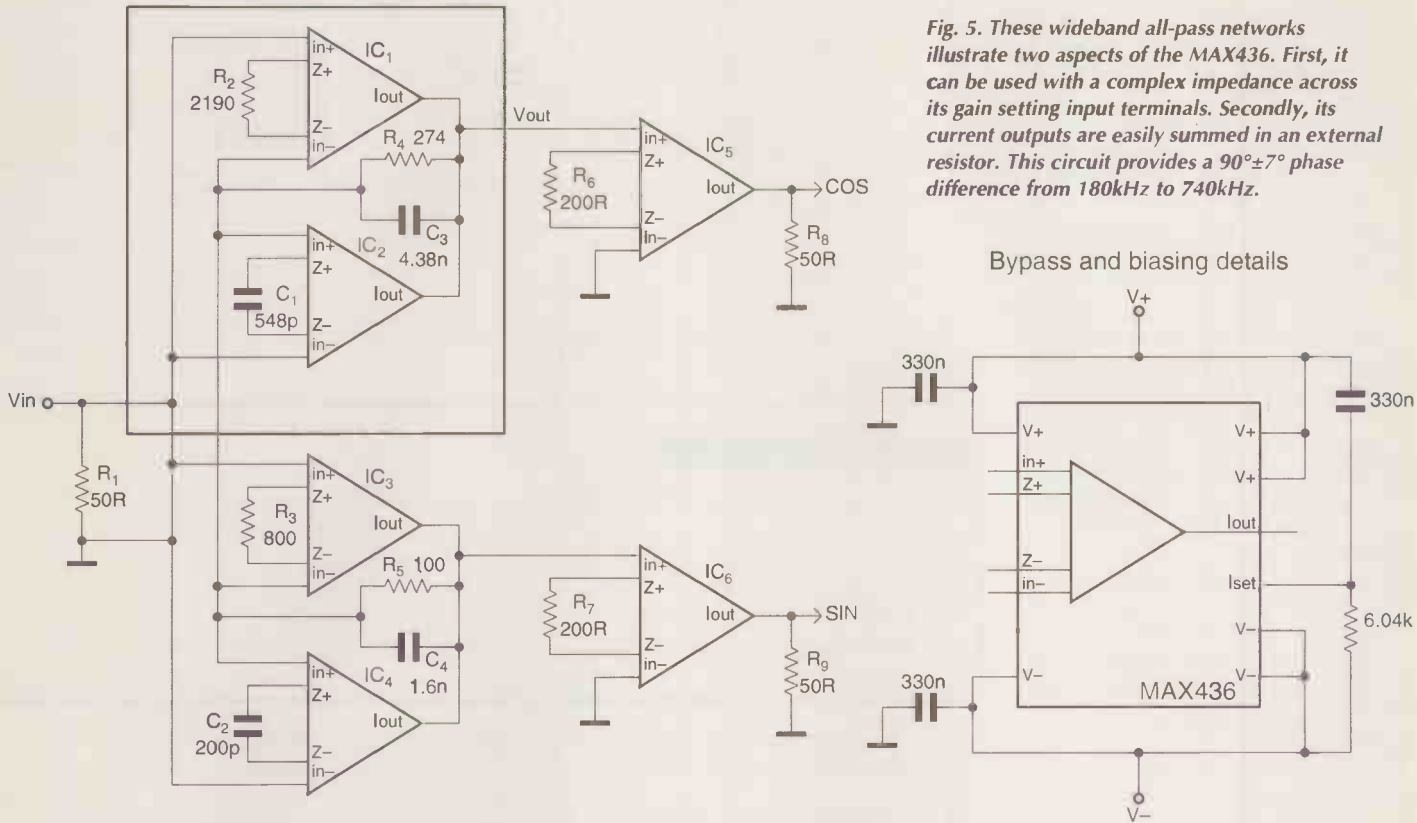 Fig. 5. These wideband all-pass networks
illustrate two aspects of the MAX436. First, it
can be used with a complex impedance across
its gain setting input terminals. Secondly, its
current outputs are easily summed in an external
resistor. This circuit provides a 90°±7° phase
difference from 180kHz to 740kHz.
in+
Z+
IC1
R2
2190
Iout
Z–
in–
R4 274
Vout
in+
Z+
IC2
C3
4.38n
C1
548p
Iout
Z–
in–
in+
Z+
IC5
R6
200R
Iout
COS
Z–
in–
R8
50R
Vin
R1
50R
in+
Z+
IC3
R3
800
Iout
Z–
in–
R5 100
in+
Z+
IC4
C4
1.6n
C2
200p
Iout
Z–
in–
in+
Z+
IC6
R7
200R
Iout
SIN
Z–
in–
R9
50R
Bypass and biasing details
V+
330n
330n
V+
V+
in+
Z+
V+
Iout
Z–
in–
Iset
6.04k
V–
V–
V–
330n
MAX436
V–